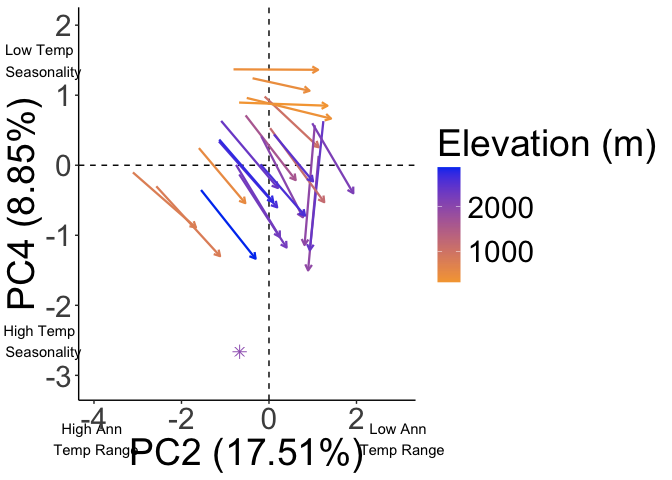 2
Low Temp
Seasonality
1
0
-1
-2
High Temp
Seasonality
-3
PC4 (8.85%)
-4
-2
0
2
High Ann
Temp Range
Low Ann
Temp Range
PC2 (17.51%)
Elevation (m)
2000
1000